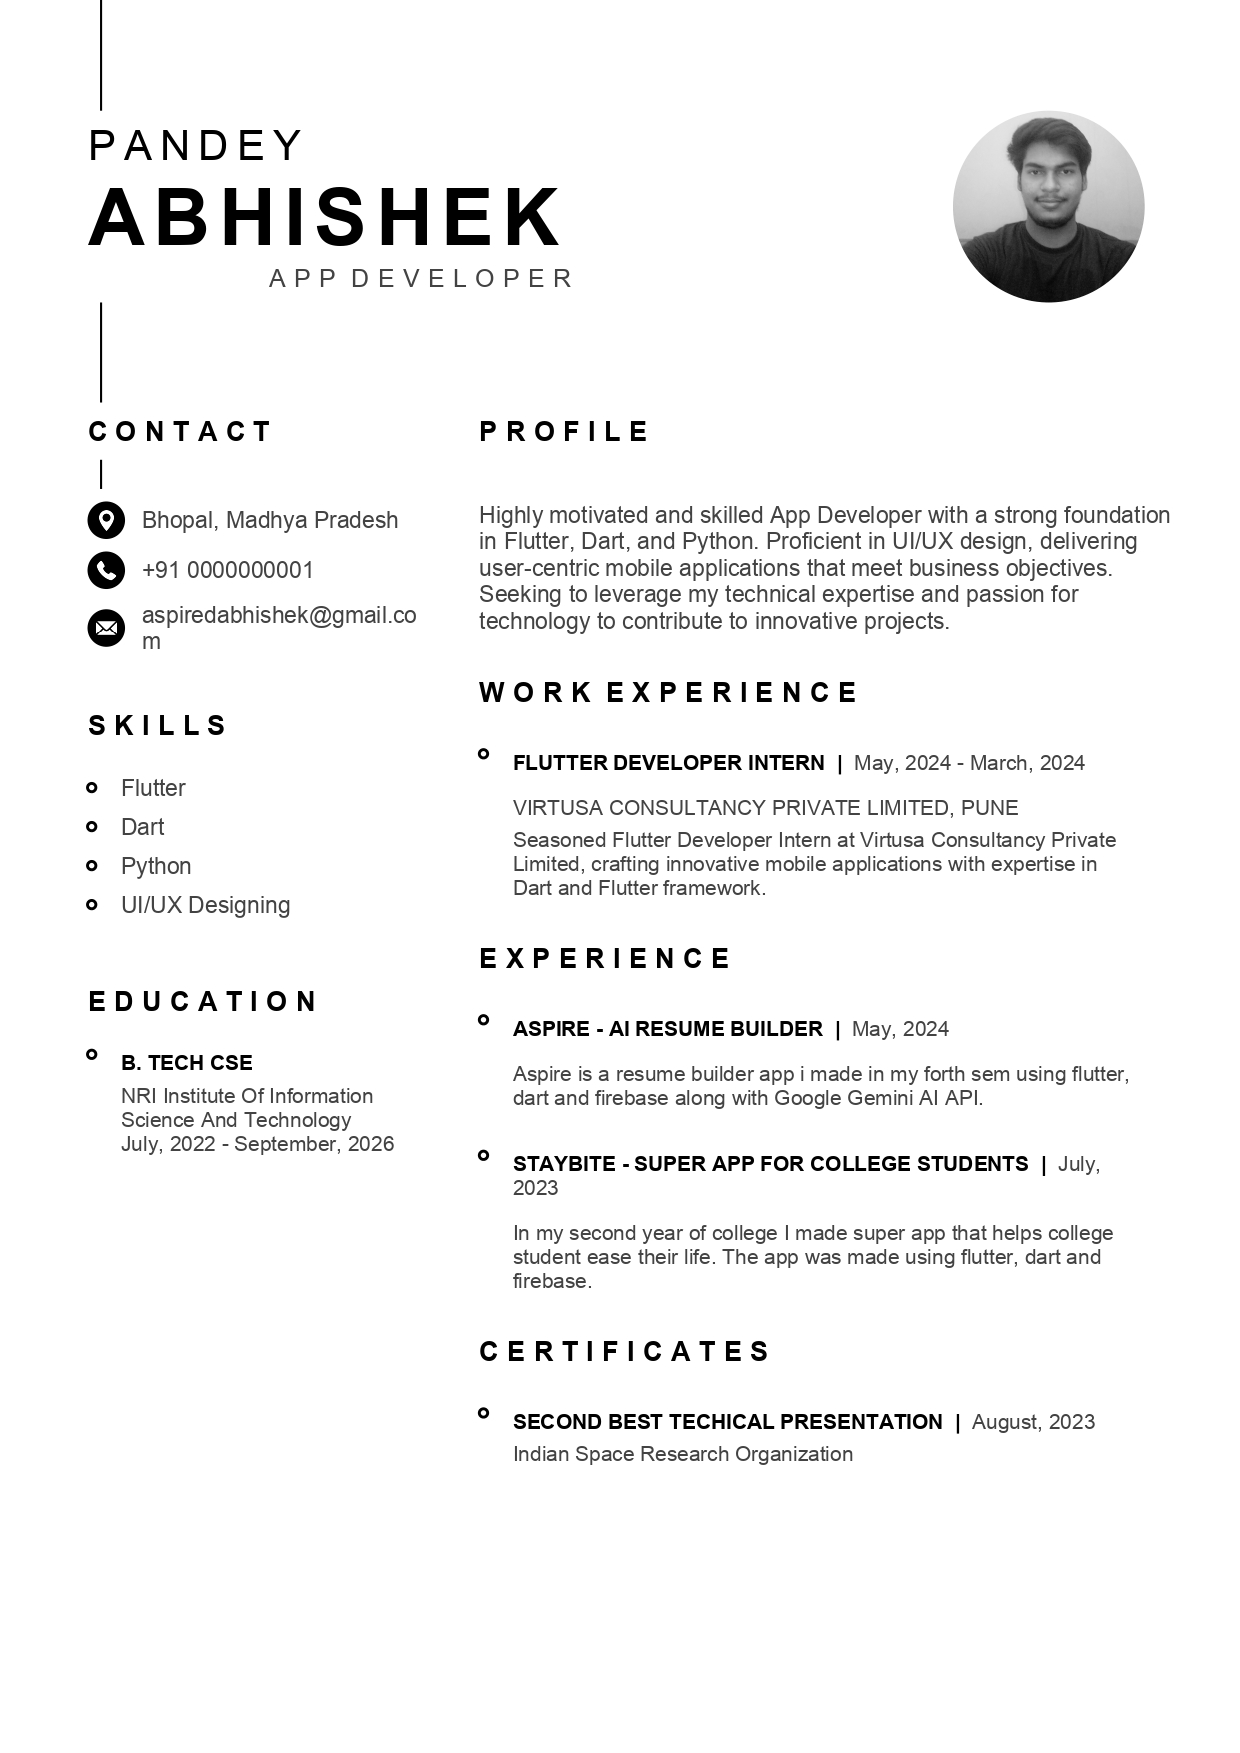 PANDEY
ABHISHEK
APP DEVELOPER
CONTACT
Bhopal, Madhya Pradesh
+91 0000000001
aspiredabhishek@gmail.co
m
SKILLS
Flutter
Dart
Python
UI/UX Designing
EDUCATION
B. TECH CSE
NRI Institute Of Information
Science And Technology
July, 2022 - September, 2026
PROFILE
Highly motivated and skilled App Developer with a strong foundation
in Flutter, Dart, and Python. Proficient in UI/UX design, delivering
user-centric mobile applications that meet business objectives.
Seeking to leverage my technical expertise and passion for
technology to contribute to innovative projects.
WORK EXPERIENCE
FLUTTER DEVELOPER INTERN | May, 2024 - March, 2024
VIRTUSA CONSULTANCY PRIVATE LIMITED, PUNE
Seasoned Flutter Developer Intern at Virtusa Consultancy Private
Limited, crafting innovative mobile applications with expertise in
Dart and Flutter framework.
EXPERIENCE
ASPIRE - AI RESUME BUILDER | May, 2024
Aspire is a resume builder app i made in my forth sem using flutter,
dart and firebase along with Google Gemini AI API.
STAYBITE - SUPER APP FOR COLLEGE STUDENTS | July,
2023
In my second year of college I made super app that helps college
student ease their life. The app was made using flutter, dart and
firebase.
CERTIFICATES
SECOND BEST TECHICAL PRESENTATION | August, 2023
Indian Space Research Organization